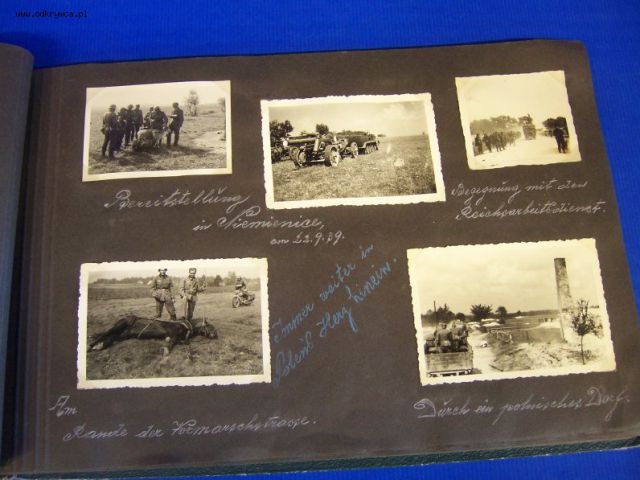 www.odkrywca.pl
Bereitstellung
in Niemienice,
am 22.9.39.
Begegnung mit dem
Reichsarbeitsdienst.
Immer weiter in
Polens Herz hinein.
Am
Rande der Vormarschstrasse.
Durch ein polnisches Dorf.